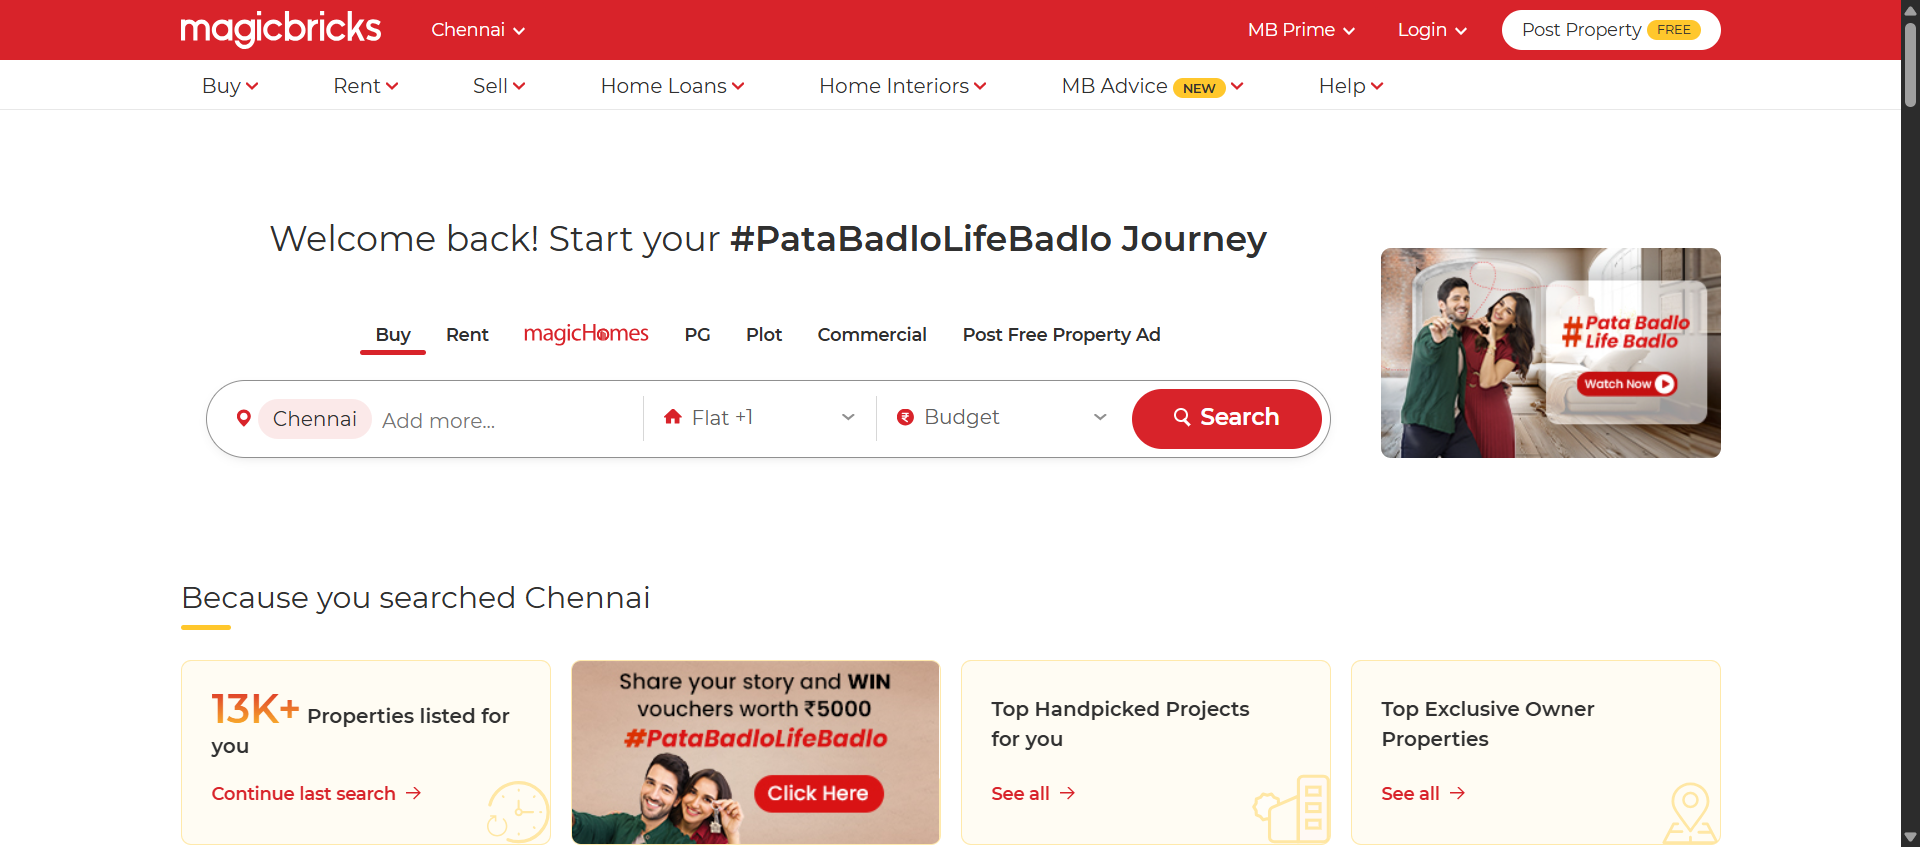 magicbricks
Chennai
MB Prime
Login
Post Property FREE
Buy
Rent
Sell
Home Loans
Home Interiors
MB Advice NEW
Help
Welcome back! Start your #PataBadloLifeBadlo Journey
Buy
Rent
magicHomes
PG
Plot
Commercial
Post Free Property Ad
Chennai
Add more...
Flat +1
Budget
Search
#Pata Badlo
Life Badlo
Watch Now
Because you searched Chennai
13K+ Properties listed for
you
Continue last search
Share your story and WIN
vouchers worth ₹5000
#PataBadloLifeBadlo
Click Here
Top Handpicked Projects
for you
See all
Top Exclusive Owner
Properties
See all